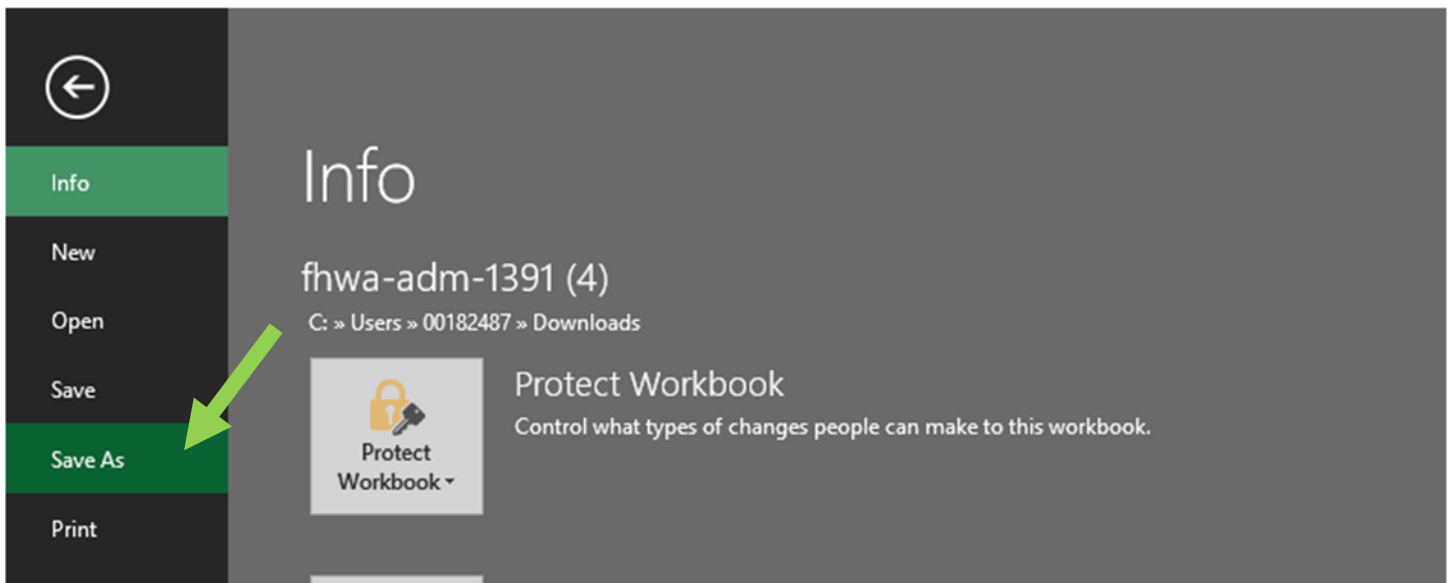 Info
New
Open
Save
Save As
Print
Info
fhwa-adm-1391 (4)
C: » Users » 00182487 » Downloads
Protect
Workbook
Protect Workbook
Control what types of changes people can make to this workbook.